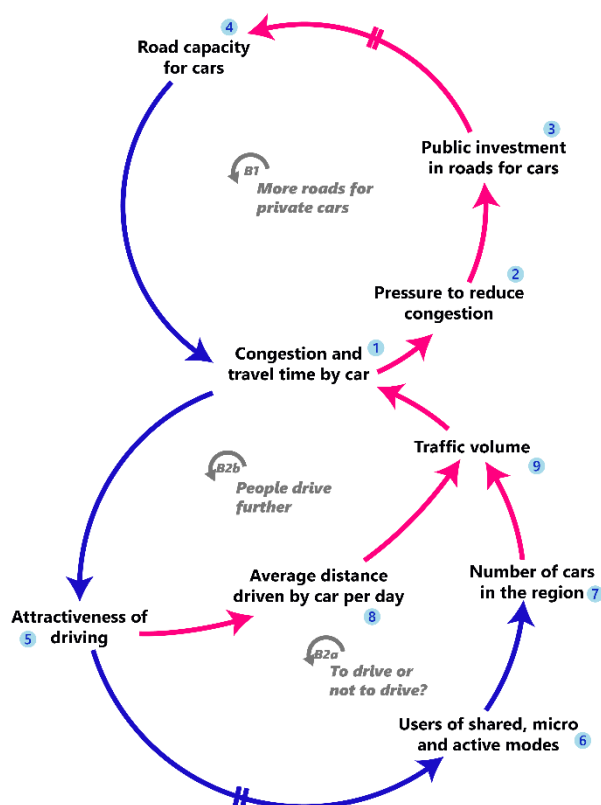 4
Road capacity
for cars
3
Public investment
in roads for cars
B1
More roads for
private cars
2
Pressure to reduce
congestion
1
Congestion and
travel time by car
Traffic volume
9
B2b
People drive
further
Average distance
driven by car per day
8
Number of cars
in the region 7
Attractiveness of
5 driving
B2a
To drive or
not to drive?
Users of shared, micro
and active modes 6